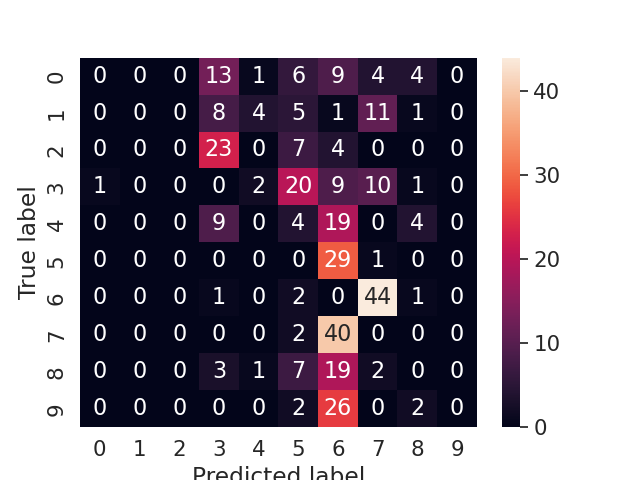 0 0 0 0 13 1 6 9 4 4 0
1 0 0 0 8 4 5 1 11 1 0
2 0 0 0 23 0 7 4 0 0 0
3 1 0 0 0 2 20 9 10 1 0
4 0 0 0 9 0 4 19 0 4 0
5 0 0 0 0 0 0 29 1 0 0
6 0 0 0 1 0 2 0 44 1 0
7 0 0 0 0 0 2 40 0 0 0
8 0 0 0 3 1 7 19 2 0 0
9 0 0 0 0 0 2 26 0 2 0
0 1 2 3 4 5 6 7 8 9
True label
Predicted label
40
30
20
10
0